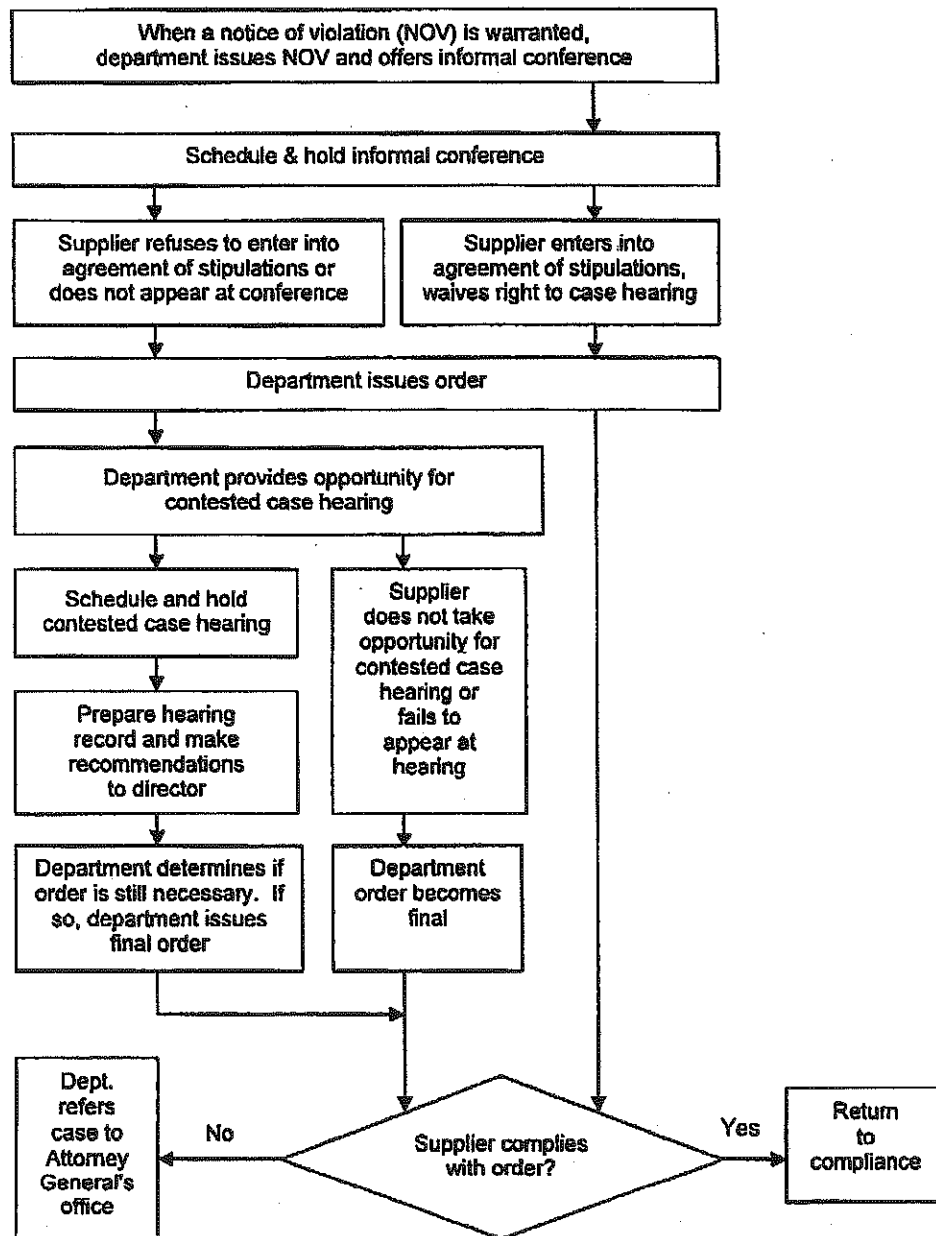 When a notice of violation (NOV) is warranted,
department issues NOV and offers informal conference
Schedule & hold informal conference
Supplier refuses to enter into
agreement of stipulations or
does not appear at conference
Supplier enters into
agreement of stipulations,
waives right to case hearing
Department issues order
Department provides opportunity for
contested case hearing
Schedule and hold
contested case hearing
Supplier
does not take
opportunity for
contested case
hearing or
fails to
appear at
hearing
Prepare hearing
record and make
recommendations
to director
Department determines if
order is still necessary. If
so, department issues
final order
Department
order becomes
final
Dept.
refers
case to
Attorney
General's
office
No
Supplier complies
with order?
Yes
Return
to
compliance